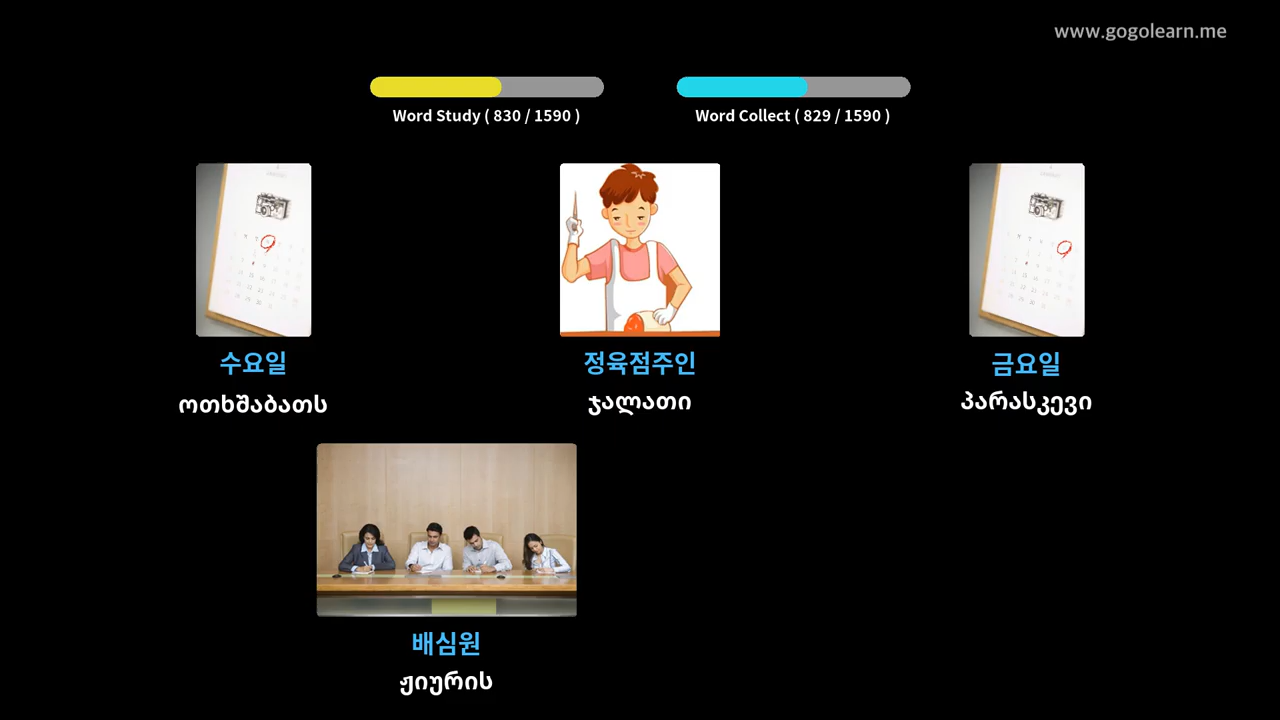 www.gogolearn.me
Word Study ( 830 / 1590 )
Word Collect ( 829 / 1590 )
수요일
정육점주인
금요일
ოთხშაბათს
ჯალათი
პარასკევი
배심원
ჟიურის